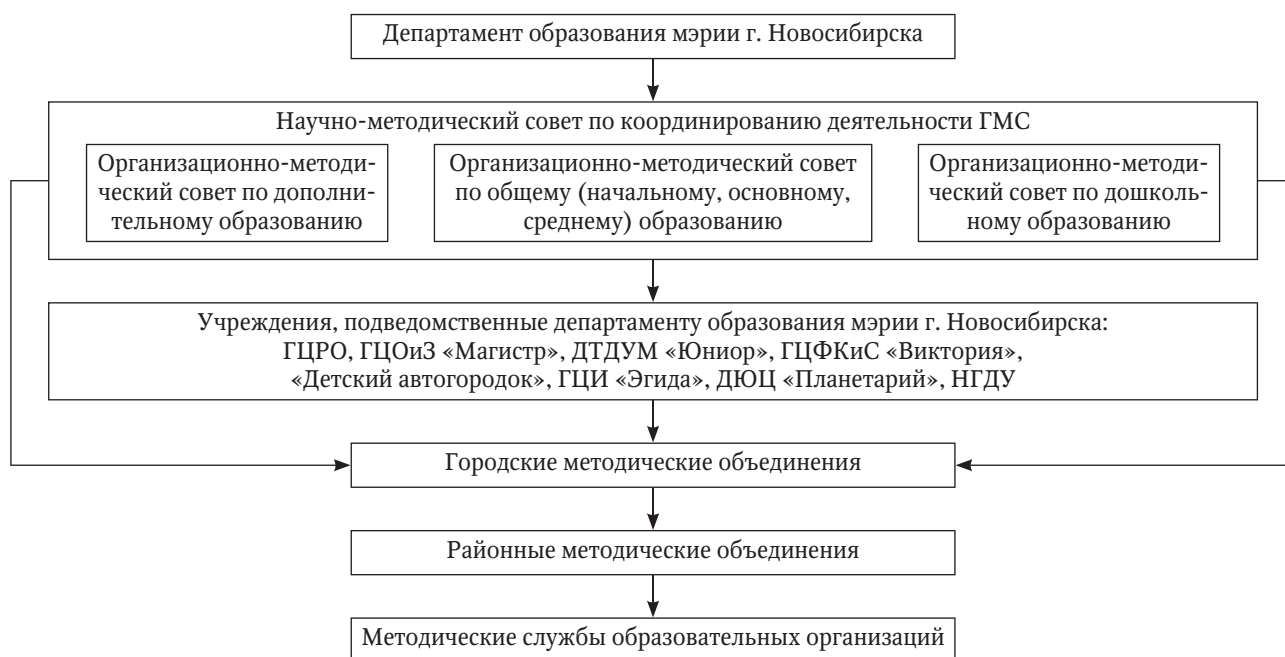 Департамент образования мэрии г. Новосибирска
Научно-методический совет по координированию деятельности ГМС
Организационно-методи-
ческий совет по дополни-
тельному образованию
Организационно-методический совет
по общему (начальному, основному,
среднему) образованию
Организационно-методи-
ческий совет по дошколь-
ному образованию
Учреждения, подведомственные департаменту образования мэрии г. Новосибирска:
ГЦРО, ГЦОиЗ «Магистр», ДТДУМ «Юниор», ГЦФКиС «Виктория»,
«Детский автогородок», ГЦИ «Эгида», ДЮЦ «Планетарий», НГДУ
Городские методические объединения
Районные методические объединения
Методические службы образовательных организаций